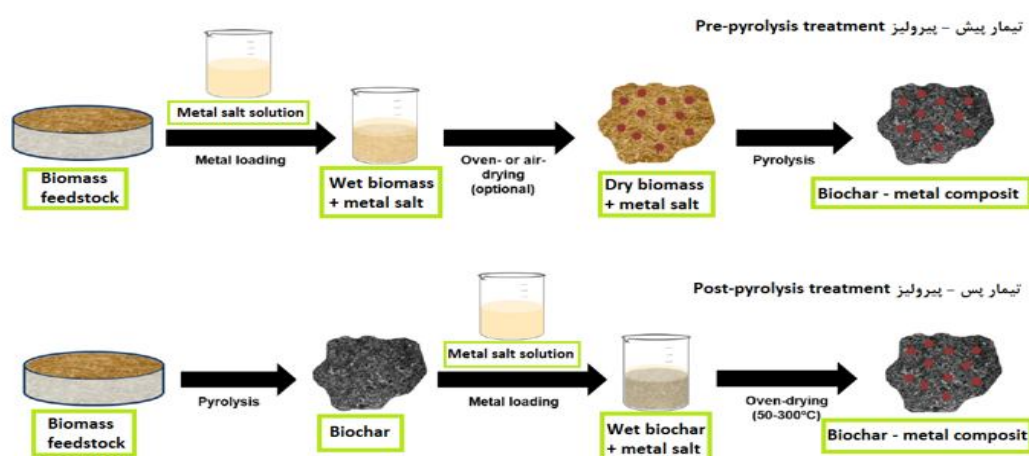 Pre-pyrolysis treatment تیمار پیش - پیرولیز
Metal salt solution
Metal loading
Oven- or air-
drying
(optional)
Pyrolysis
Biomass
feedstock
Wet biomass
+ metal salt
Dry biomass
+ metal salt
Biochar - metal composit
Post-pyrolysis treatment تیمار پس - پیرولیز
Metal salt solution
Pyrolysis
Metal loading
Oven-drying
(50-300°C)
Biomass
feedstock
Biochar
Wet biochar
+ metal salt
Biochar - metal composit